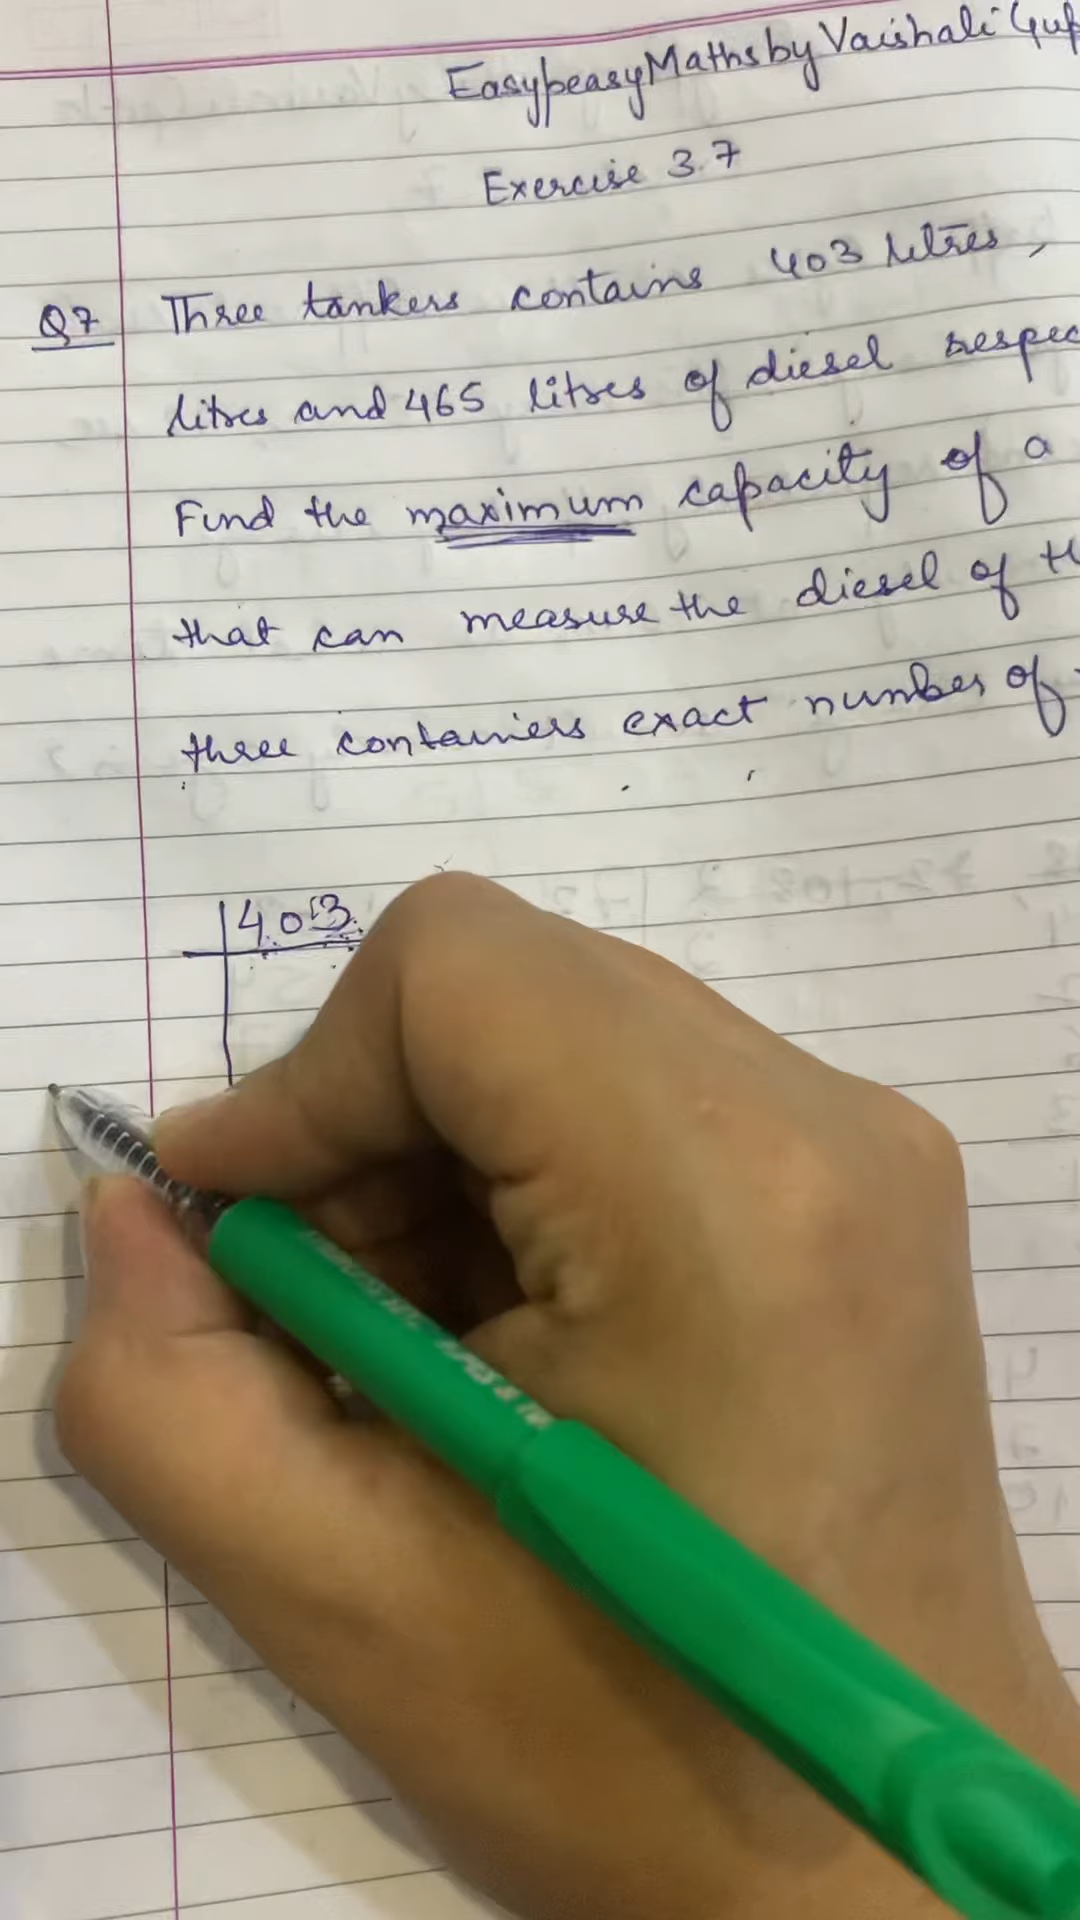 EasypeasyMaths by Vaishali
Exercise 3.7
Q7 Three tankers contains 403 litres,
litres and 465 litres of diesel
Find the maximum capacity of a
that can measure the diesel of
three containers exact number of
403